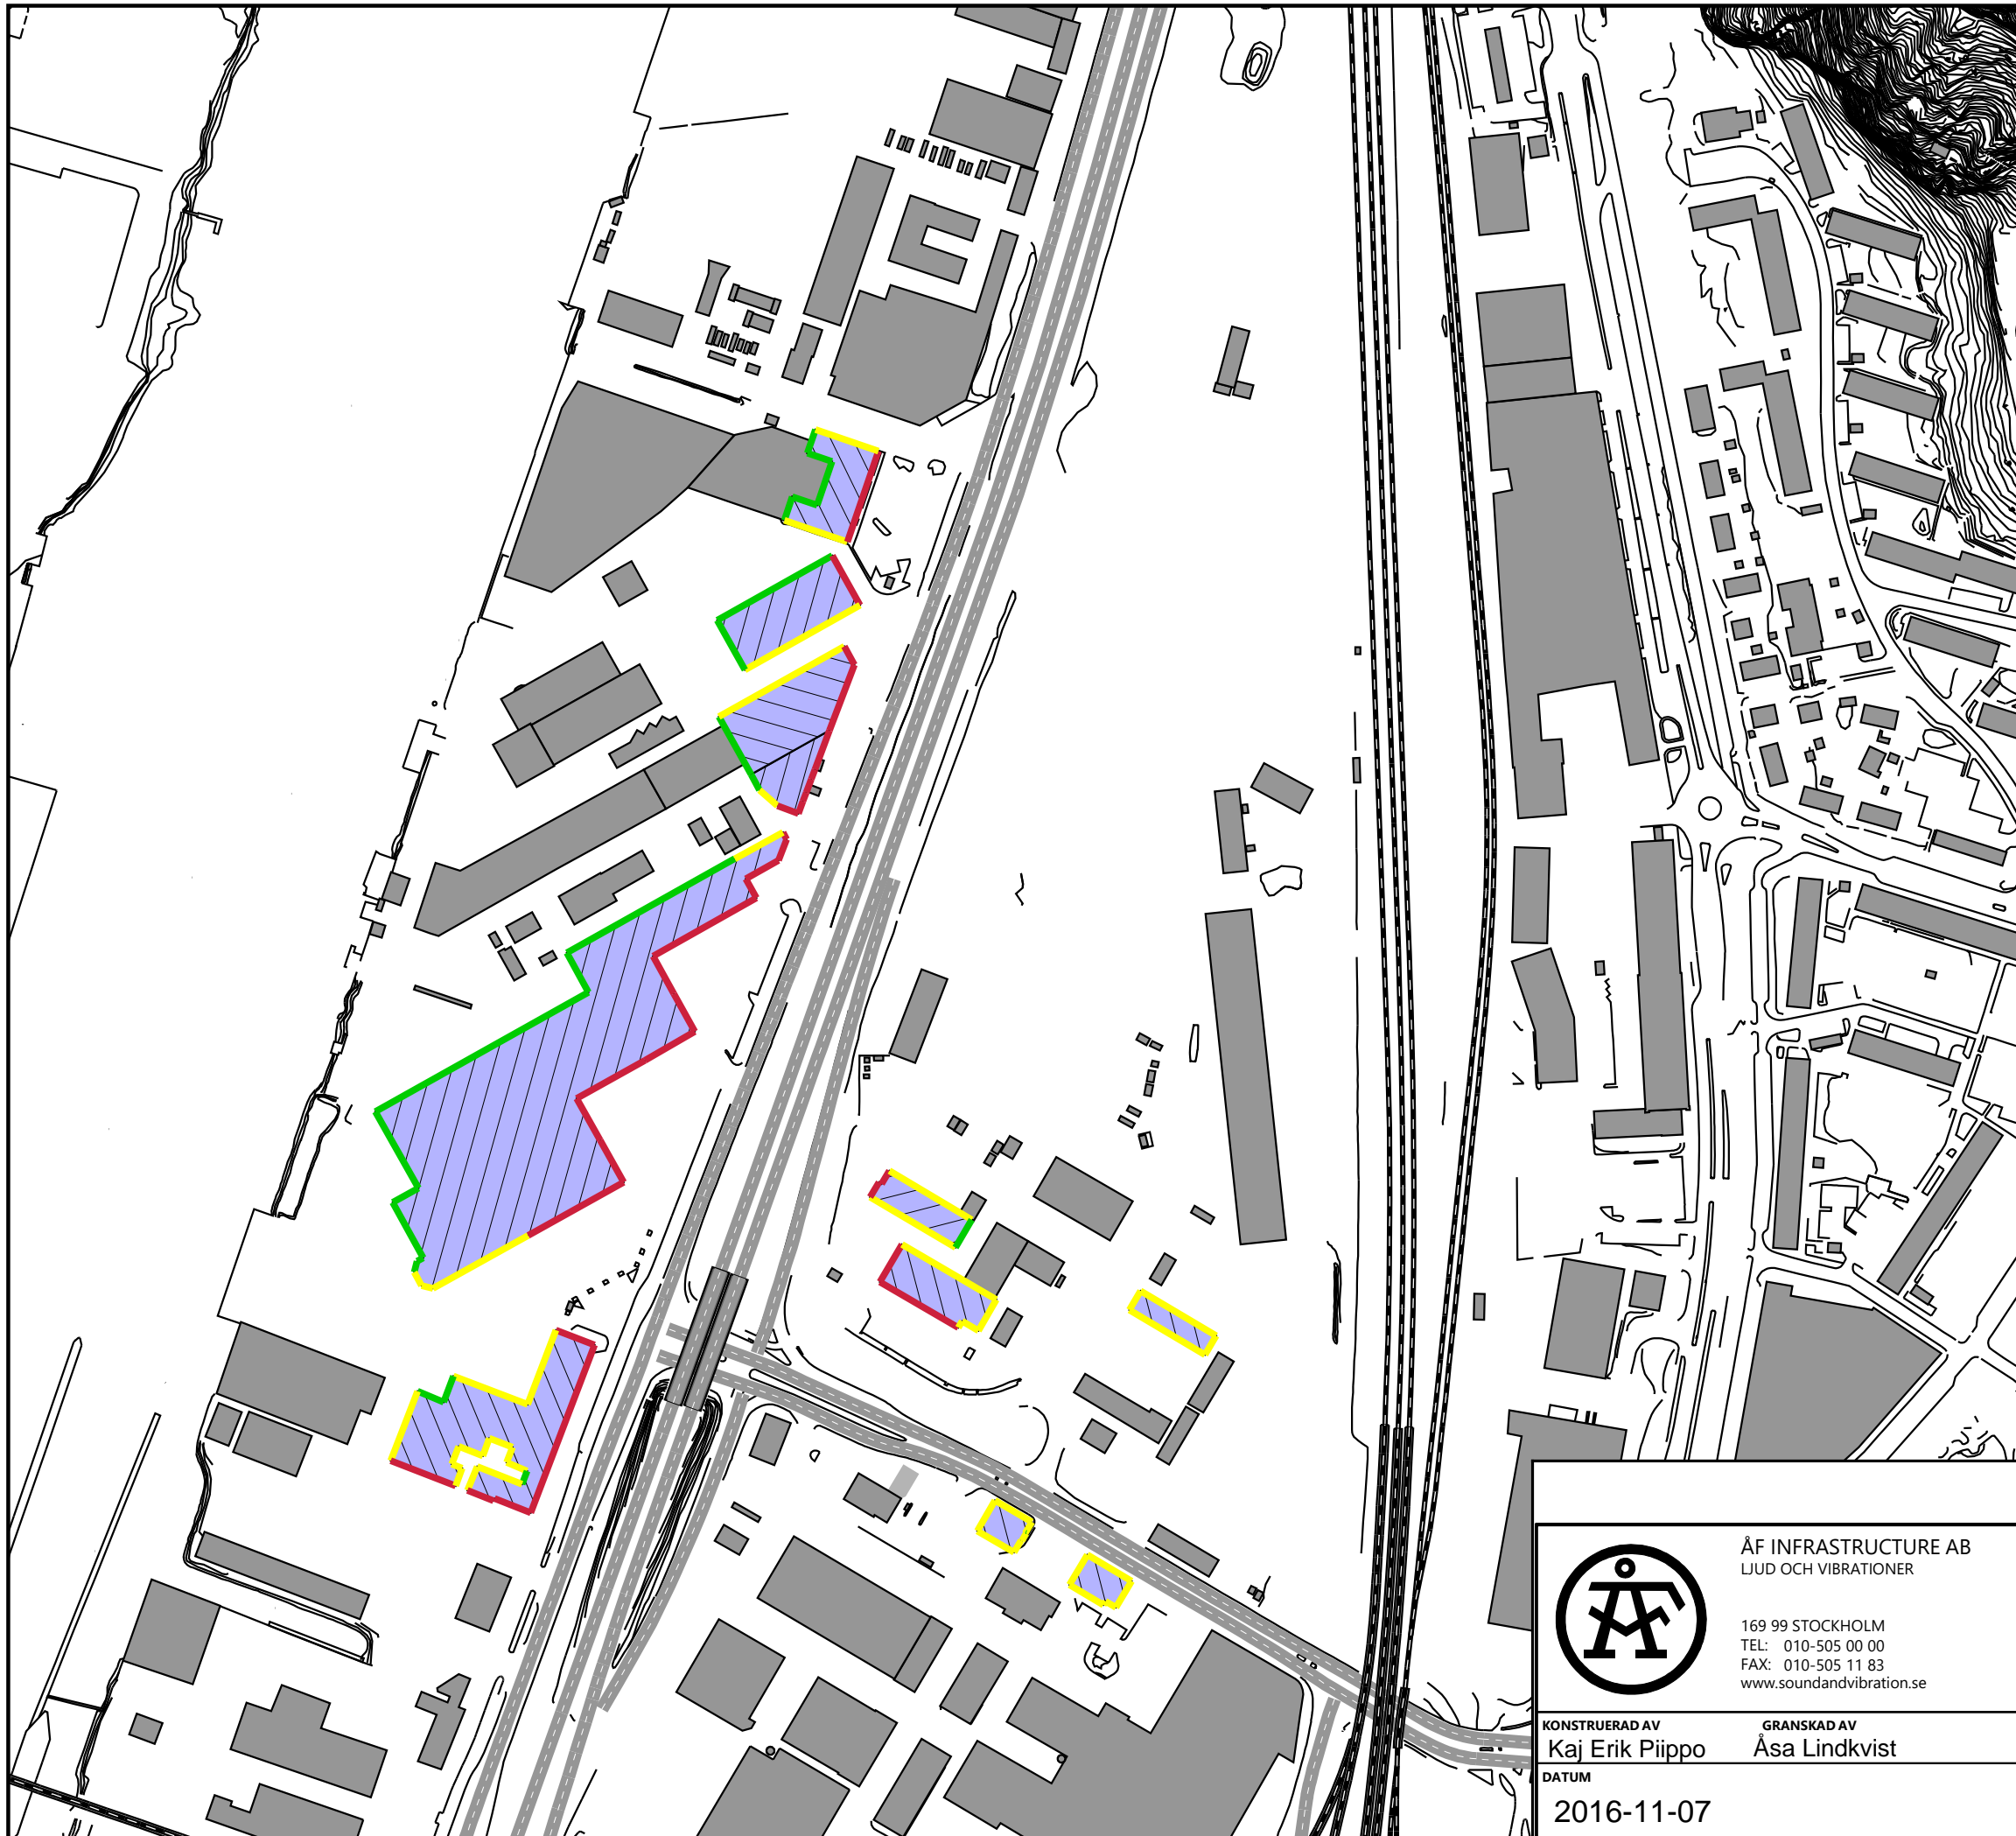 ÅF INFRASTRUCTURE AB
LJUD OCH VIBRATIONER
169 99 STOCKHOLM
TEL: 010-505 00 00
FAX: 010-505 11 83
www.soundandvibration.se
KONSTRUERAD AV GRANSKAD AV
Kaj Erik Piippo Åsa Lindkvist
DATUM
2016-11-07